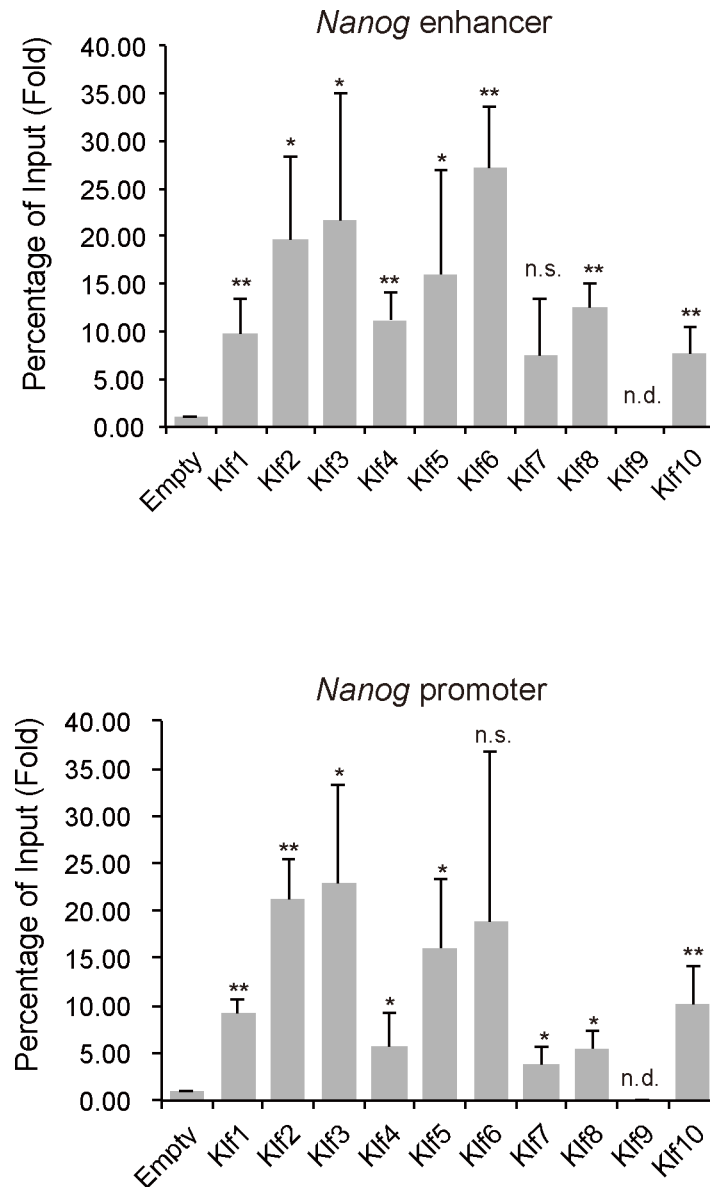 Nanog enhancer
Percentage of Input (Fold)
40.00
35.00
30.00
25.00
20.00
15.00
10.00
5.00
0.00
** * * ** * ** n.s. ** n.d. **
Empty Klf1 Klf2 Klf3 Klf4 Klf5 Klf6 Klf7 Klf8 Klf9 Klf10
Nanog promoter
Percentage of Input (Fold)
40.00
35.00
30.00
25.00
20.00
15.00
10.00
5.00
0.00
** ** * * * n.s. * * n.d. **
Empty Klf1 Klf2 Klf3 Klf4 Klf5 Klf6 Klf7 Klf8 Klf9 Klf10